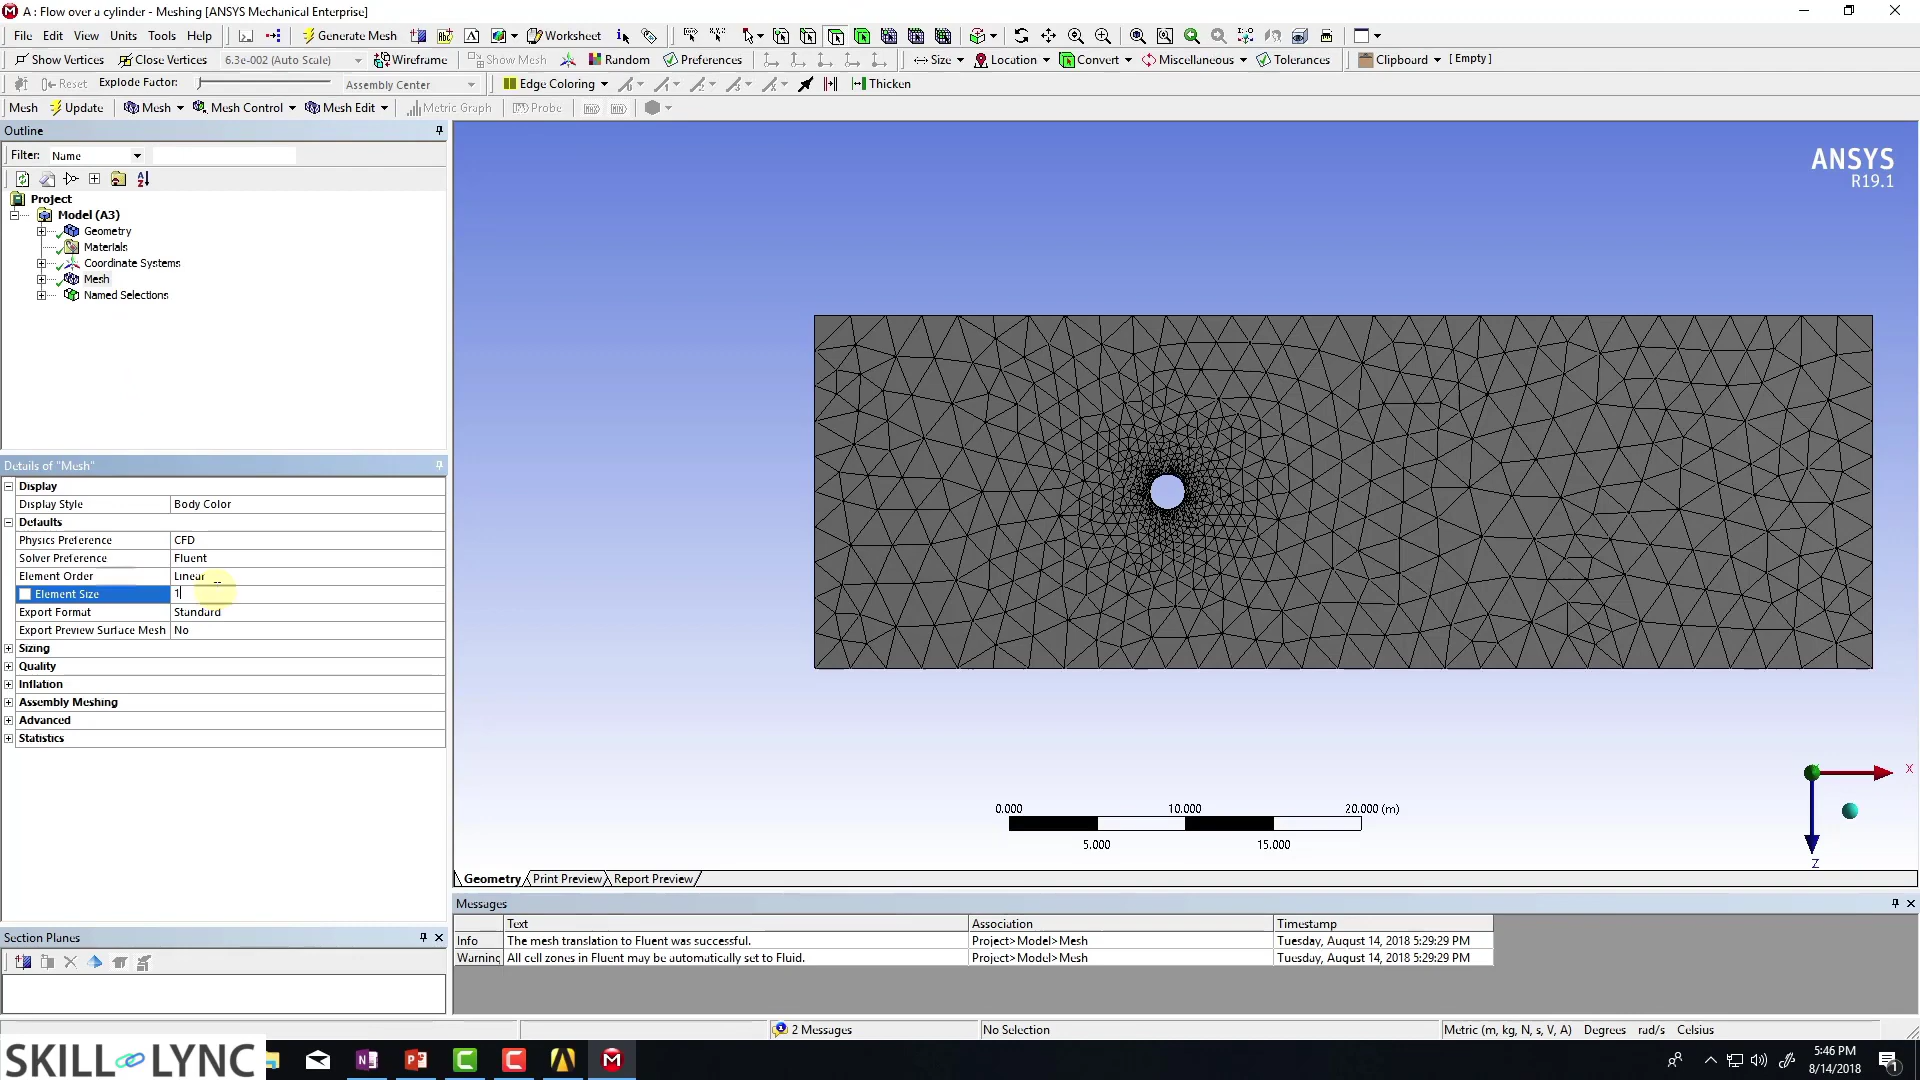 A : Flow over a cylinder - Meshing [ANSYS Mechanical Enterprise]
File Edit View Units Tools Help Generate Mesh Worksheet
Show Vertices Close Vertices 6.3e-002 (Auto Scale) Wireframe Show Mesh Random Preferences Size Location Convert Miscellaneous Tolerances Clipboard [ Empty ]
Reset Explode Factor: Assembly Center Edge Coloring Thicken
Mesh Update Mesh Mesh Control Mesh Edit Metric Graph Probe
Outline
Filter: Name
Project
Model (A3)
Geometry
Materials
Coordinate Systems
Mesh
Named Selections
Details of "Mesh"
Display
Display Style Body Color
Defaults
Physics Preference CFD
Solver Preference Fluent
Element Order Linear
Element Size 1
Export Format Standard
Export Preview Surface Mesh No
Sizing
Quality
Inflation
Assembly Meshing
Advanced
Statistics
Section Planes
ANSYS
R19.1
0.000 10.000 20.000 (m)
5.000 15.000
X
Z
Geometry Print Preview Report Preview
Messages
Text Association Timestamp
Info The mesh translation to Fluent was successful. Project>Model>Mesh Tuesday, August 14, 2018 5:29:29 PM
Warning All cell zones in Fluent may be automatically set to Fluid. Project>Model>Mesh Tuesday, August 14, 2018 5:29:29 PM
2 Messages No Selection Metric (m, kg, N, s, V, A) Degrees rad/s Celsius
SKILL LYNC
5:46 PM
8/14/2018